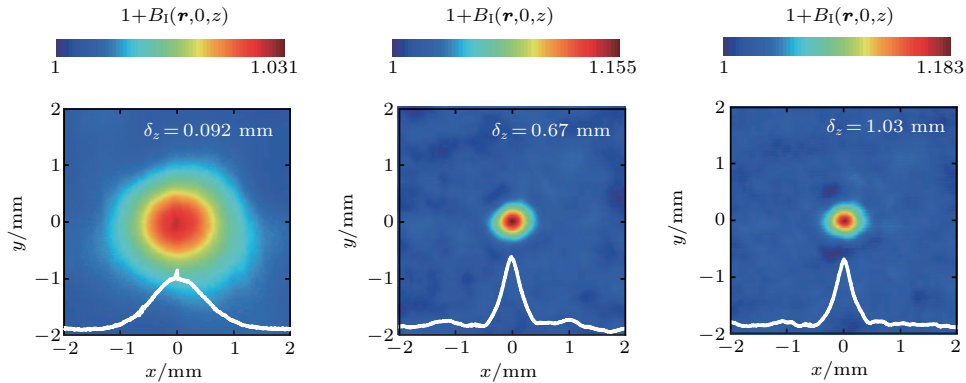 1+B_I(r,0,z)
1 1.031
δ_z = 0.092 mm
2
1
0
−1
−2
−2 −1 0 1 2
y/mm
x/mm
1+B_I(r,0,z)
1 1.155
δ_z = 0.67 mm
2
1
0
−1
−2
−2 −1 0 1 2
y/mm
x/mm
1+B_I(r,0,z)
1 1.183
δ_z = 1.03 mm
2
1
0
−1
−2
−2 −1 0 1 2
y/mm
x/mm